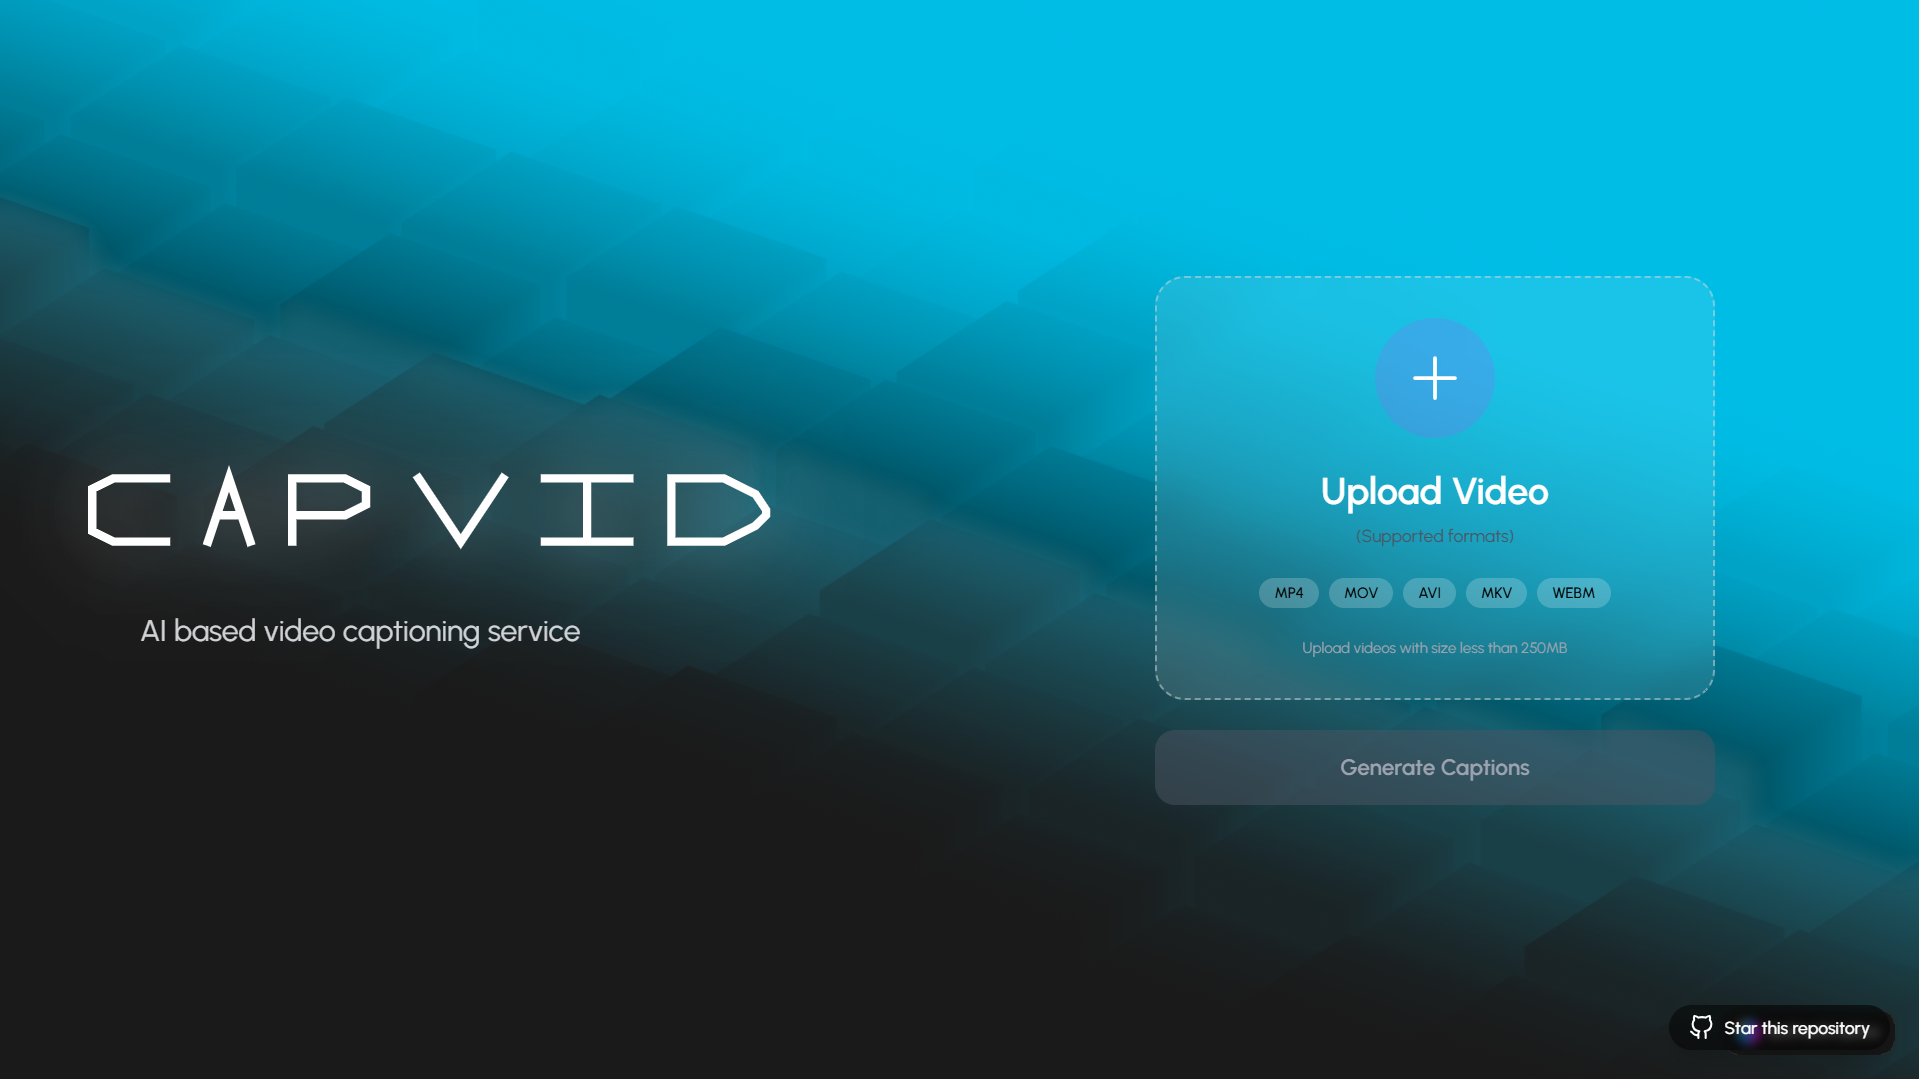 CAPVID
AI based video captioning service
Upload Video
(Supported formats)
MP4 MOV AVI MKV WEBM
Upload videos with size less than 250MB
Generate Captions
Star this repository